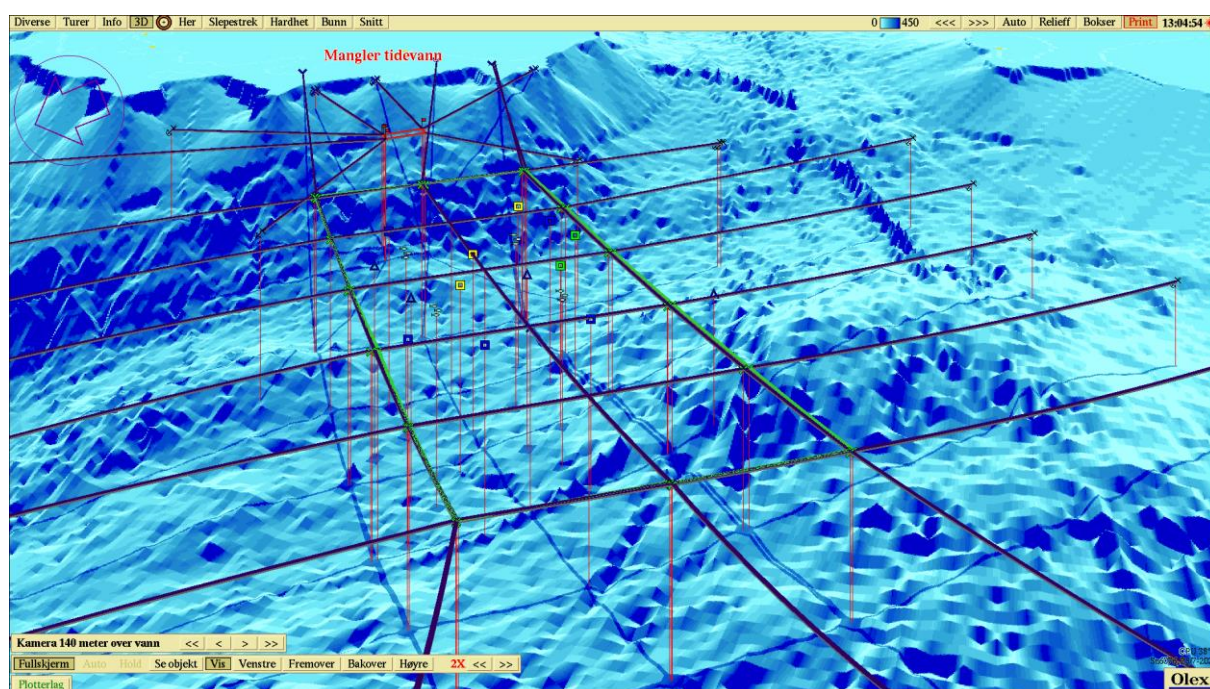 Diverse Turer Info 3D Her Slepestrek Hardhet Bunn Snitt 0 450 <<< >>> Auto Relieff Bokser Print 13:04:54
Mangler tidevann
Kamera 140 meter over vann << < > >>
Fullskjerm Auto Hold Se objekt Vis Venstre Fremover Bakover Høyre 2X << >>
Plotterlag Olex